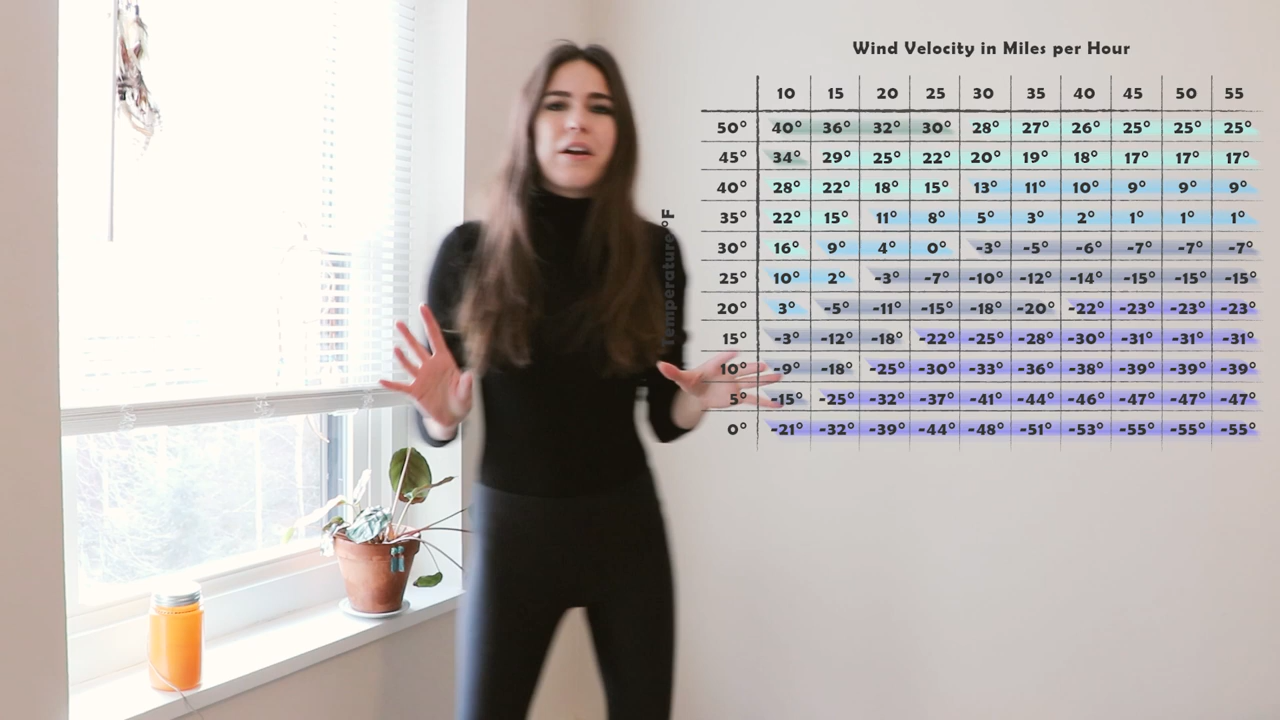 Wind Velocity in Miles per Hour
10 15 20 25 30 35 40 45 50 55
Temperature °F
50° 40° 36° 32° 30° 28° 27° 26° 25° 25° 25°
45° 34° 29° 25° 22° 20° 19° 18° 17° 17° 17°
40° 28° 22° 18° 15° 13° 11° 10° 9° 9° 9°
35° 22° 15° 11° 8° 5° 3° 2° 1° 1° 1°
30° 16° 9° 4° 0° -3° -5° -6° -7° -7° -7°
25° 10° 2° -3° -7° -10° -12° -14° -15° -15° -15°
20° 3° -5° -11° -15° -18° -20° -22° -23° -23° -23°
15° -3° -12° -18° -22° -25° -28° -30° -31° -31° -31°
10° -9° -18° -25° -30° -33° -36° -38° -39° -39° -39°
5° -15° -25° -32° -37° -41° -44° -46° -47° -47° -47°
0° -21° -32° -39° -44° -48° -51° -53° -55° -55° -55°